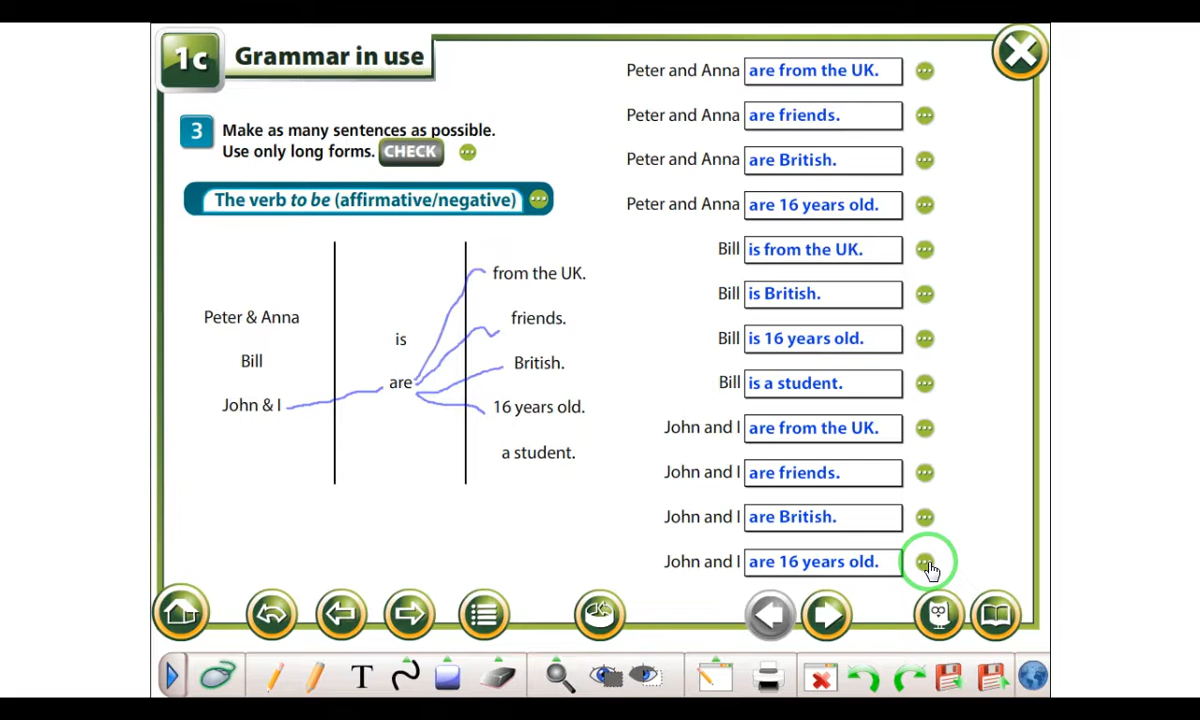 1c Grammar in use
3 Make as many sentences as possible.
Use only long forms. CHECK
The verb to be (affirmative/negative)
Peter & Anna
Bill
John & I
is
are
from the UK.
friends.
British.
16 years old.
a student.
Peter and Anna are from the UK.
Peter and Anna are friends.
Peter and Anna are British.
Peter and Anna are 16 years old.
Bill is from the UK.
Bill is British.
Bill is 16 years old.
Bill is a student.
John and I are from the UK.
John and I are friends.
John and I are British.
John and I are 16 years old.
T